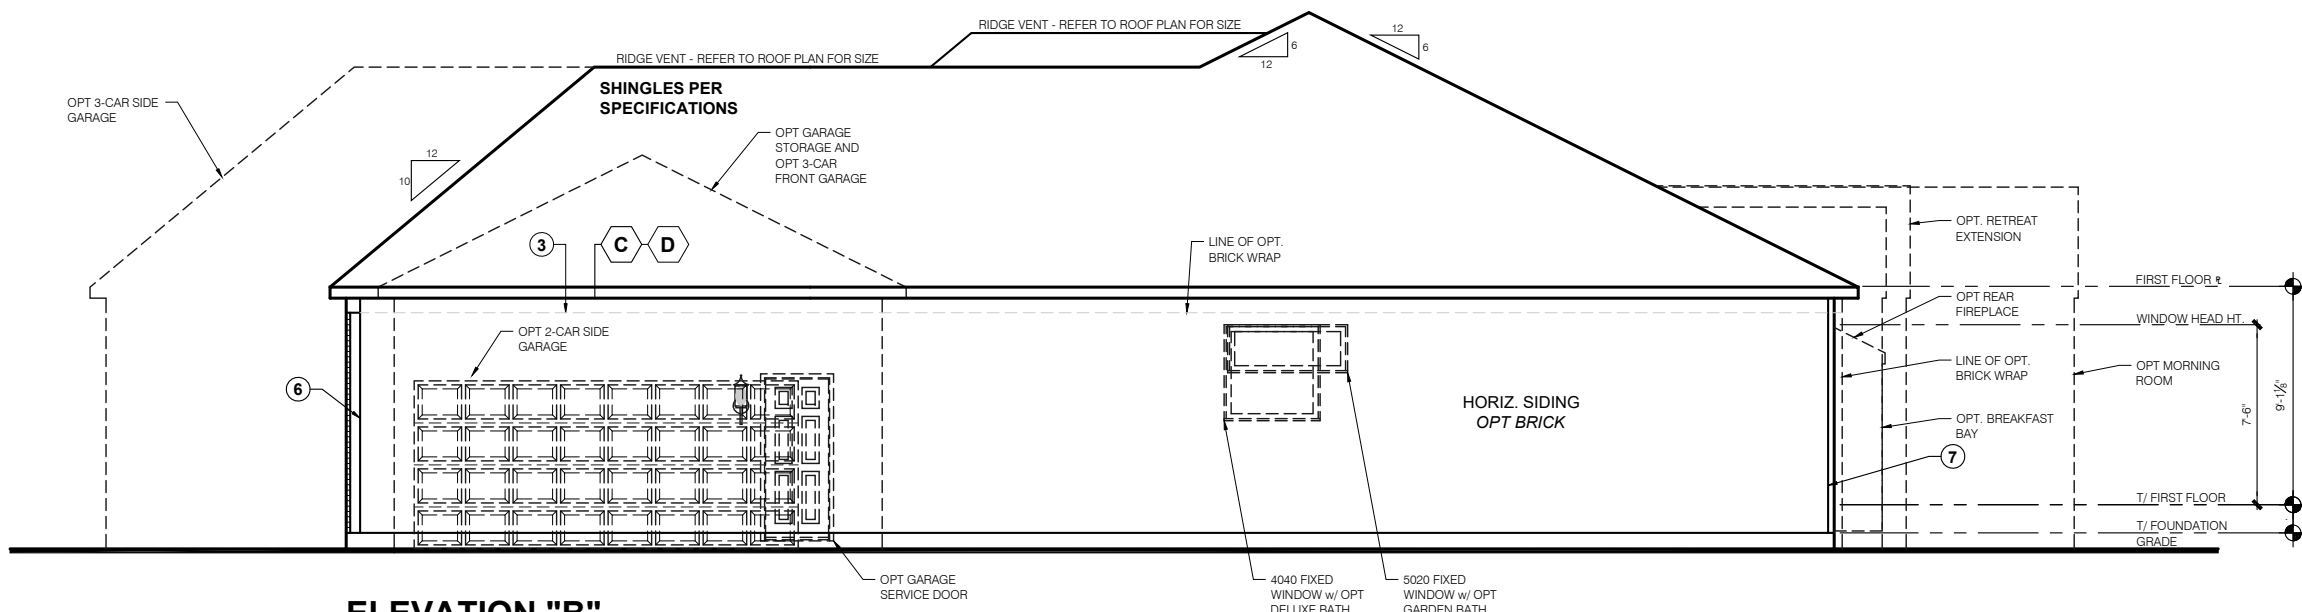 RIDGE VENT - REFER TO ROOF PLAN FOR SIZE
12
6
6
12
RIDGE VENT - REFER TO ROOF PLAN FOR SIZE
SHINGLES PER
SPECIFICATIONS
OPT 3-CAR SIDE
GARAGE
OPT GARAGE
STORAGE AND
OPT 3-CAR
FRONT GARAGE
12
10
3
C
D
LINE OF OPT.
BRICK WRAP
OPT. RETREAT
EXTENSION
FIRST FLOOR ℄
OPT REAR
FIREPLACE
WINDOW HEAD HT.
OPT 2-CAR SIDE
GARAGE
LINE OF OPT.
BRICK WRAP
OPT MORNING
ROOM
6
HORIZ. SIDING
OPT BRICK
7'-6"
9'-1⅛"
OPT. BREAKFAST
BAY
7
T/ FIRST FLOOR
T/ FOUNDATION
GRADE
OPT GARAGE
SERVICE DOOR
4040 FIXED
WINDOW w/ OPT
DELUXE BATH
5020 FIXED
WINDOW w/ OPT
GARDEN BATH
ELEVATION "B"